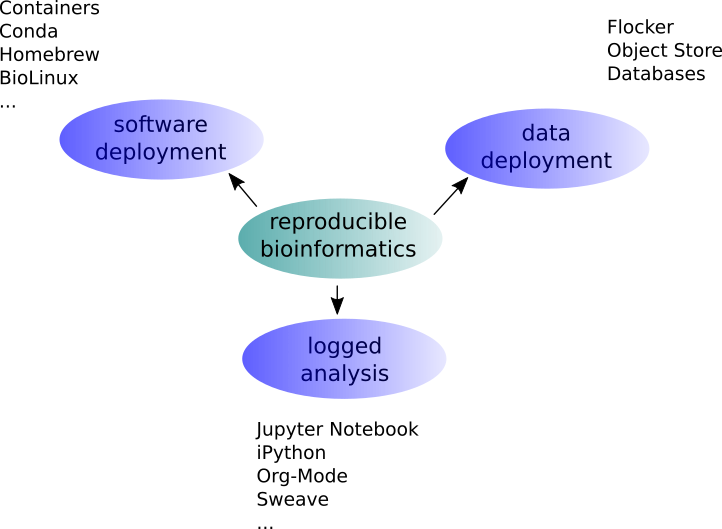 Containers
Conda
Homebrew
BioLinux
...
Flocker
Object Store
Databases
software
deployment
data
deployment
reproducible
bioinformatics
logged
analysis
Jupyter Notebook
iPython
Org-Mode
Sweave
...